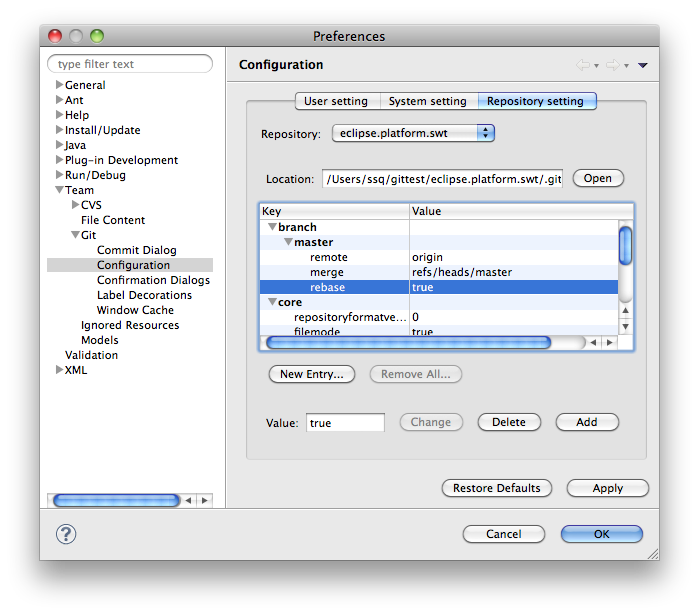 Preferences
type filter text
General
Ant
Help
Install/Update
Java
Plug-in Development
Run/Debug
Team
CVS
File Content
Git
Commit Dialog
Configuration
Confirmation Dialogs
Label Decorations
Window Cache
Ignored Resources
Models
Validation
XML
Configuration
User setting System setting Repository setting
Repository: eclipse.platform.swt
Location: /Users/ssq/gittest/eclipse.platform.swt/.git Open
Key Value
branch
master
remote origin
merge refs/heads/master
rebase true
core
repositoryformatve... 0
filemode true
New Entry... Remove All...
Value: true Change Delete Add
Restore Defaults Apply
? Cancel OK